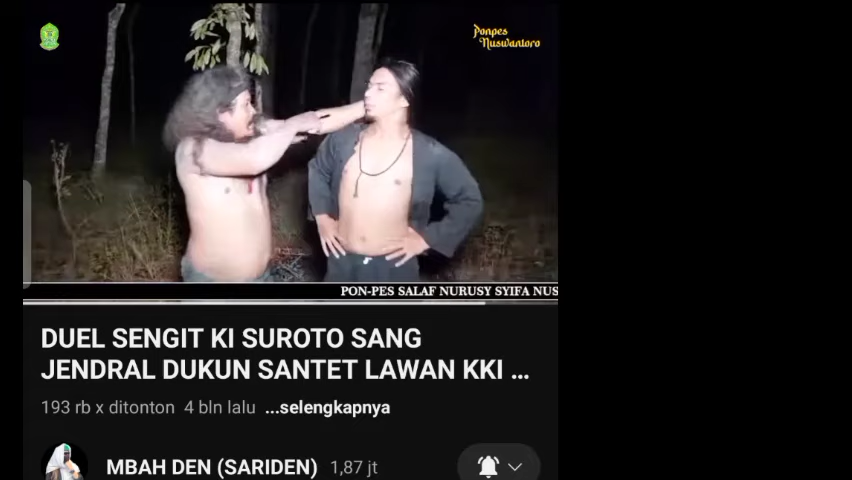 Ponpes
Nuswantoro
PON-PES SALAF NURUSY SYIFA NUS
DUEL SENGIT KI SUROTO SANG
JENDRAL DUKUN SANTET LAWAN KKI ...
193 rb x ditonton 4 bln lalu ...selengkapnya
MBAH DEN (SARIDEN) 1,87 jt